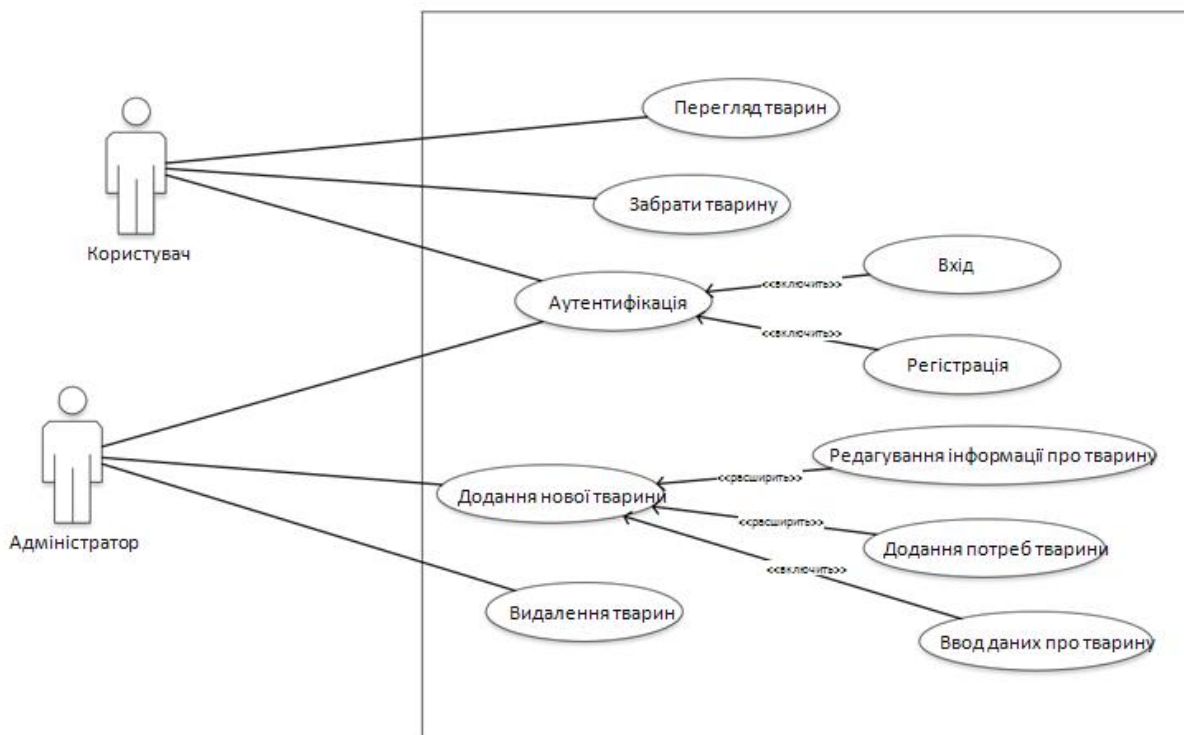 Перегляд тварин
Забрати тварину
Користувач
Вхід
<<включить>>
Аутентифікація
<<включить>>
Регістрація
Редагування інформації про тварину
<<расширить>>
Додання нової тварини
<<расширить>>
Адміністратор
Додання потреб тварини
<<включить>>
Видалення тварин
Ввод даних про тварину